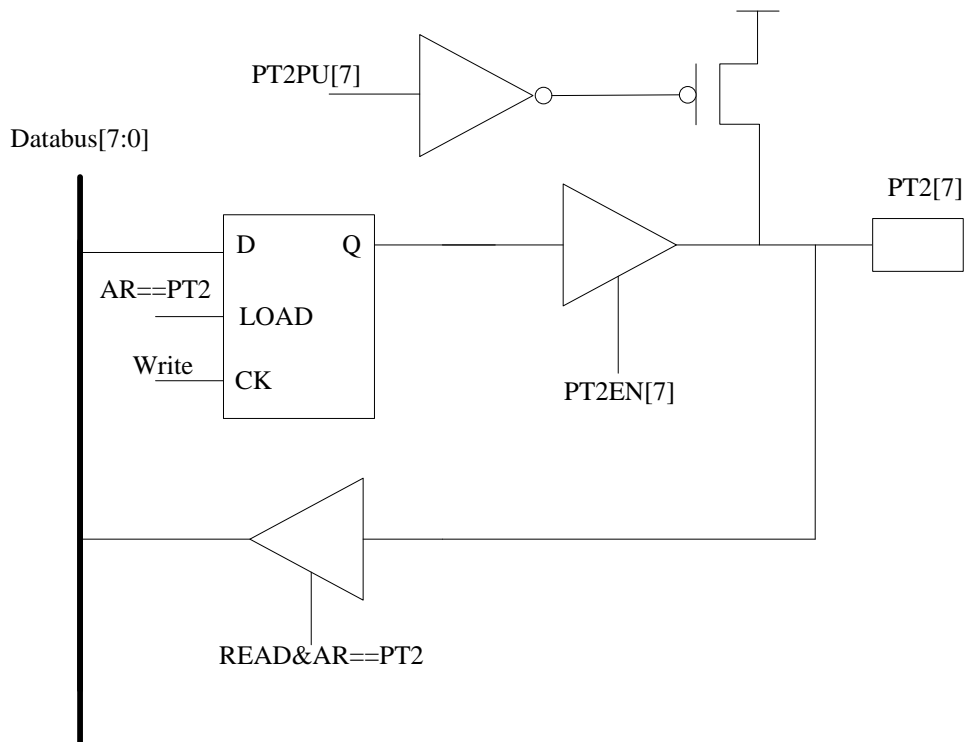 PT2PU[7]
Databus[7:0]
PT2[7]
D
Q
AR==PT2
LOAD
Write
CK
PT2EN[7]
READ&AR==PT2